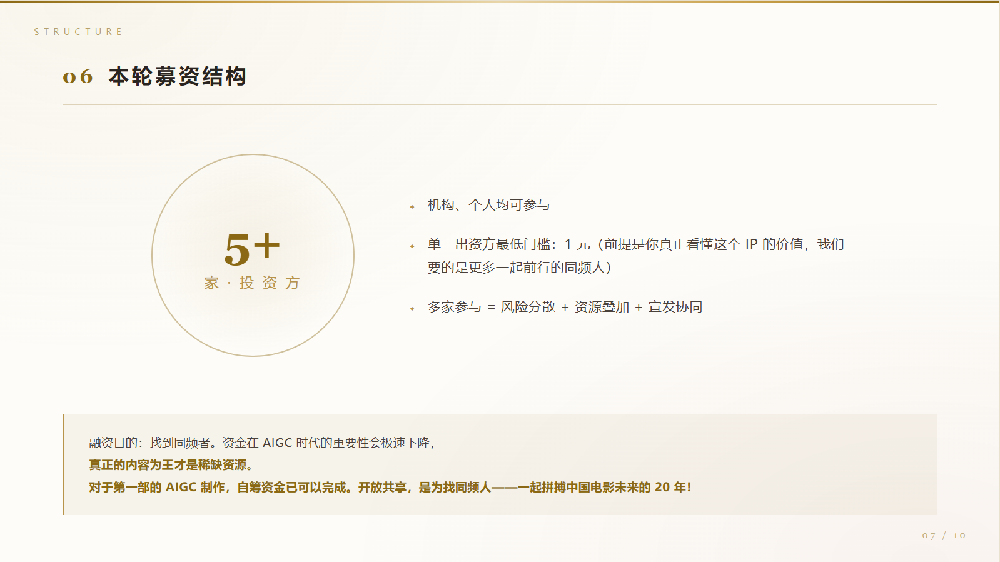 STRUCTURE
06 本轮募资结构
5+
家·投资方
机构、个人均可参与
单一出资方最低门槛：1 元（前提是你真正看懂这个 IP 的价值，我们
要的是更多一起前行的同频人）
多家参与 = 风险分散 + 资源叠加 + 宣发协同
融资目的：找到同频者。资金在 AIGC 时代的重要性会极速下降，
真正的内容为王才是稀缺资源。
对于第一部的 AIGC 制作，自筹资金已可以完成。开放共享，是为找同频人——一起拼搏中国电影未来的 20 年！
07 / 10